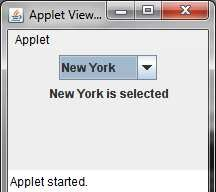 Applet View...
Applet
New York
New York is selected
Applet started.